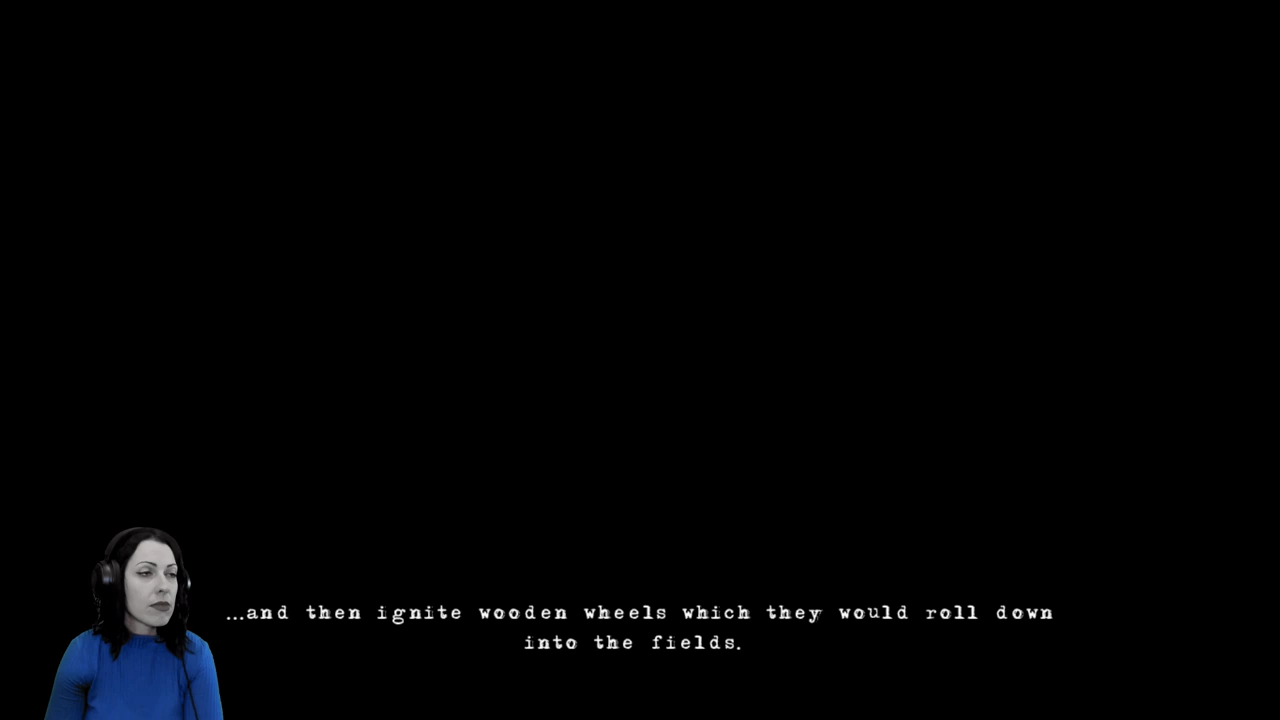 ...and then ignite wooden wheels which they would roll down
into the fields.